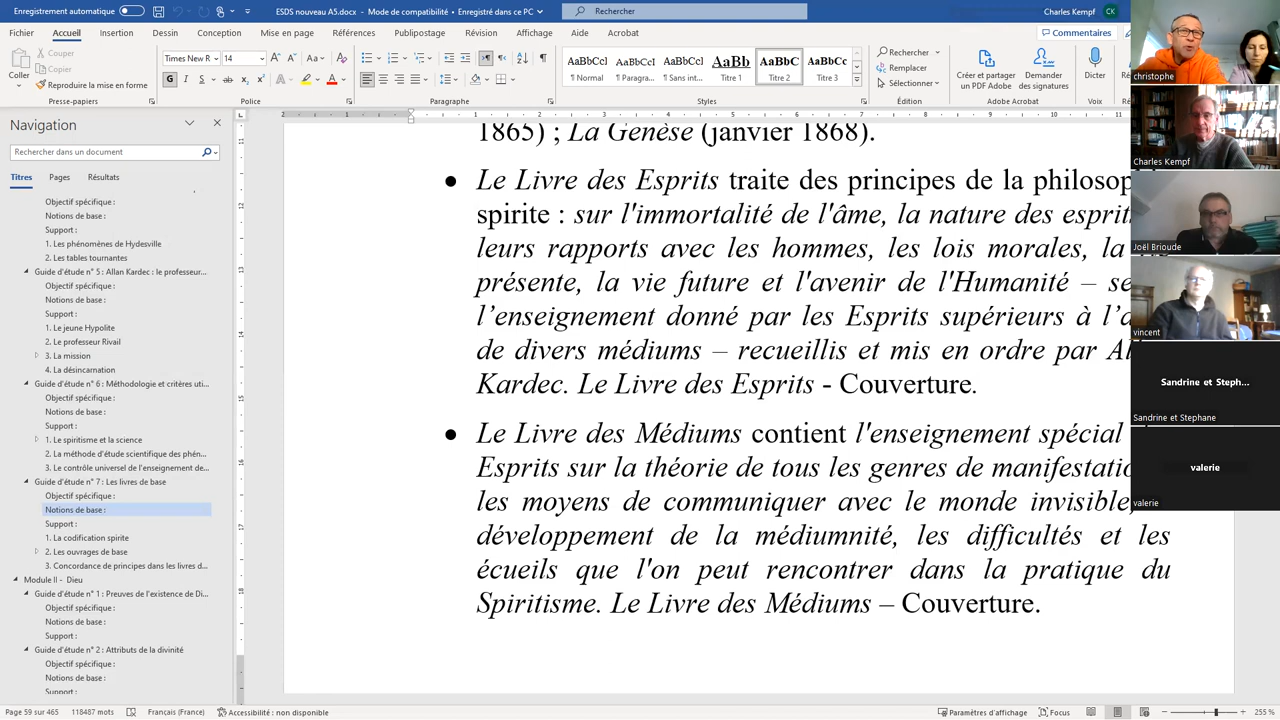 Enregistrement automatique
ESDS nouveau A5.docx - Mode de compatibilité • Enregistré dans ce PC
Rechercher
Charles Kempf
CK
Fichier Accueil Insertion Dessin Conception Mise en page Références Publipostage Révision Affichage Aide Acrobat
Commentaires
Coller
Couper
Copier
Reproduire la mise en forme
Presse-papiers
Times New R
14
Police
Paragraphe
AaBbCcI AaBbCcI AaBbCcl AaBb AaBbC AaBbC
¶ Normal ¶ Paragra... ¶ Sans int... Titre 1 Titre 2 Titre 3
Styles
Rechercher
Remplacer
Sélectionner
Édition
Créer et partager
un PDF Adobe
Demander
des signatures
Adobe Acrobat
Dicter
Voix
Navigation
Rechercher dans un document
Titres Pages Résultats
Objectif spécifique :
Notions de base :
Support :
1. Les phénomènes de Hydesville
2. Les tables tournantes
Guide d'étude n° 5 : Allan Kardec : le professeur...
Objectif spécifique :
Notions de base :
Support :
1. Le jeune Hypolite
2. Le professeur Rivail
3. La mission
4. La désincarnation
Guide d'étude n° 6 : Méthodologie et critères uti...
Objectif spécifique :
Notions de base :
Support :
1. Le spiritisme et la science
2. La méthode d'étude scientifique des phén...
3. Le contrôle universel de l'enseignement de...
Guide d'étude n° 7 : Les livres de base
Objectif spécifique :
Notions de base :
Support :
1. La codification spirite
2. Les ouvrages de base
3. Concordance de principes dans les livres d...
Module II - Dieu
Guide d'étude n° 1 : Preuves de l'existence de Di...
Objectif spécifique :
Notions de base :
Support :
Guide d'étude n° 2 : Attributs de la divinité
Objectif spécifique :
Notions de base :
Support :
1865) ; La Genèse (janvier 1868).
● Le Livre des Esprits traite des principes de la philosop
spirite : sur l'immortalité de l'âme, la nature des esprit
leurs rapports avec les hommes, les lois morales, la
présente, la vie future et l'avenir de l'Humanité – se
l’enseignement donné par les Esprits supérieurs à l’a
de divers médiums – recueillis et mis en ordre par Al
Kardec. Le Livre des Esprits - Couverture.
● Le Livre des Médiums contient l'enseignement spécial
Esprits sur la théorie de tous les genres de manifestatio
les moyens de communiquer avec le monde invisible,
développement de la médiumnité, les difficultés et les
écueils que l'on peut rencontrer dans la pratique du
Spiritisme. Le Livre des Médiums – Couverture.
christophe
Charles Kempf
Joël Brioude
vincent
Sandrine et Steph...
Sandrine et Stephane
valerie
valerie
Page 59 sur 465 118487 mots Français (France) Accessibilité : non disponible
Paramètres d'affichage Focus 255 %